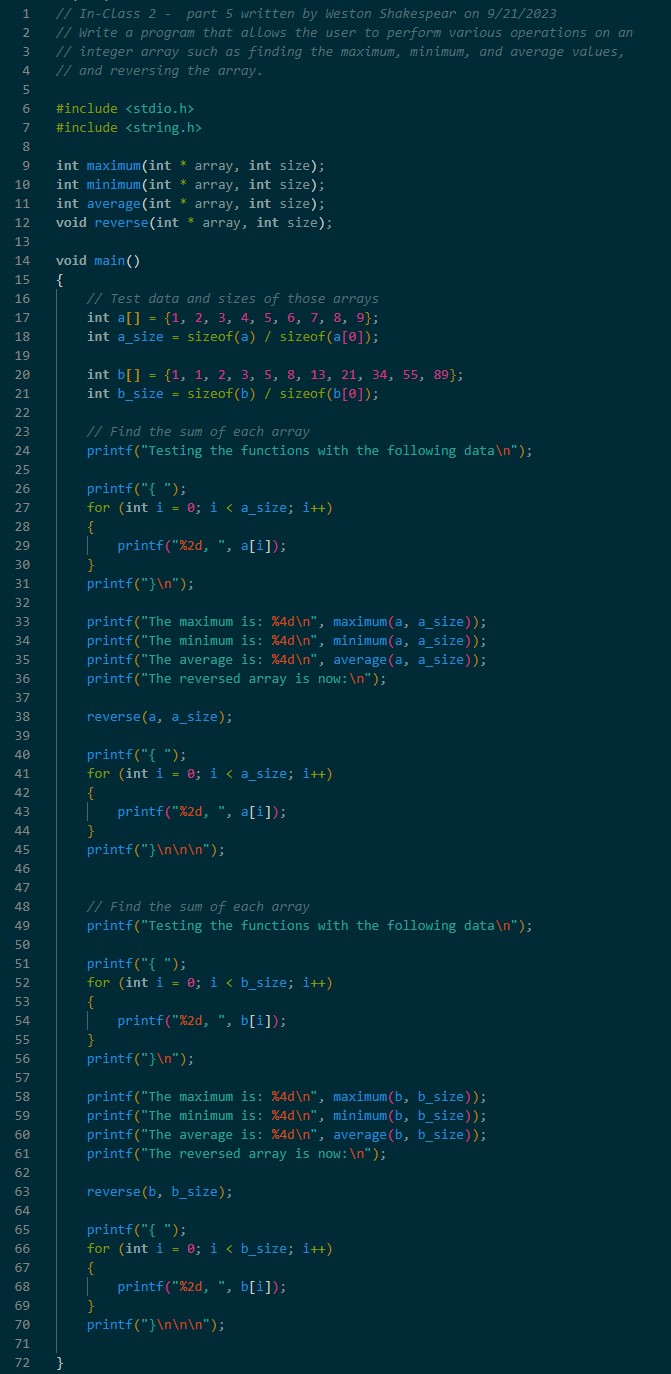 1 // In-Class 2 -  part 5 written by Weston Shakespear on 9/21/2023
2 // Write a program that allows the user to perform various operations on an
3 // integer array such as finding the maximum, minimum, and average values,
4 // and reversing the array.
5
6 #include <stdio.h>
7 #include <string.h>
8
9 int maximum(int * array, int size);
10 int minimum(int * array, int size);
11 int average(int * array, int size);
12 void reverse(int * array, int size);
13
14 void main()
15 {
16     // Test data and sizes of those arrays
17     int a[] = {1, 2, 3, 4, 5, 6, 7, 8, 9};
18     int a_size = sizeof(a) / sizeof(a[0]);
19
20     int b[] = {1, 1, 2, 3, 5, 8, 13, 21, 34, 55, 89};
21     int b_size = sizeof(b) / sizeof(b[0]);
22
23     // Find the sum of each array
24     printf("Testing the functions with the following data\n");
25
26     printf("{ ");
27     for (int i = 0; i < a_size; i++)
28     {
29         printf("%2d, ", a[i]);
30     }
31     printf("}\n");
32
33     printf("The maximum is: %4d\n", maximum(a, a_size));
34     printf("The minimum is: %4d\n", minimum(a, a_size));
35     printf("The average is: %4d\n", average(a, a_size));
36     printf("The reversed array is now:\n");
37
38     reverse(a, a_size);
39
40     printf("{ ");
41     for (int i = 0; i < a_size; i++)
42     {
43         printf("%2d, ", a[i]);
44     }
45     printf("}\n\n\n");
46
47
48     // Find the sum of each array
49     printf("Testing the functions with the following data\n");
50
51     printf("{ ");
52     for (int i = 0; i < b_size; i++)
53     {
54         printf("%2d, ", b[i]);
55     }
56     printf("}\n");
57
58     printf("The maximum is: %4d\n", maximum(b, b_size));
59     printf("The minimum is: %4d\n", minimum(b, b_size));
60     printf("The average is: %4d\n", average(b, b_size));
61     printf("The reversed array is now:\n");
62
63     reverse(b, b_size);
64
65     printf("{ ");
66     for (int i = 0; i < b_size; i++)
67     {
68         printf("%2d, ", b[i]);
69     }
70     printf("}\n\n\n");
71
72 }